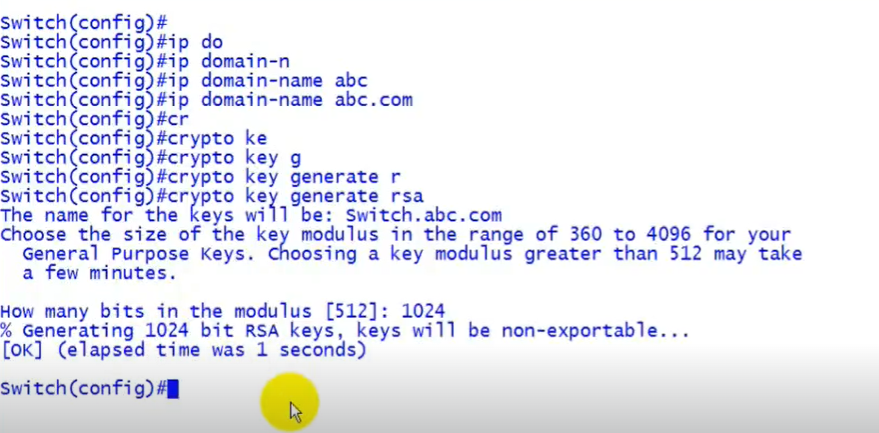 Switch(config)#
Switch(config)#ip do
Switch(config)#ip domain-n
Switch(config)#ip domain-name abc
Switch(config)#ip domain-name abc.com
Switch(config)#cr
Switch(config)#crypto ke
Switch(config)#crypto key g
Switch(config)#crypto key generate r
Switch(config)#crypto key generate rsa
The name for the keys will be: Switch.abc.com
Choose the size of the key modulus in the range of 360 to 4096 for your
  General Purpose Keys. Choosing a key modulus greater than 512 may take
  a few minutes.

How many bits in the modulus [512]: 1024
% Generating 1024 bit RSA keys, keys will be non-exportable...
[OK] (elapsed time was 1 seconds)

Switch(config)#